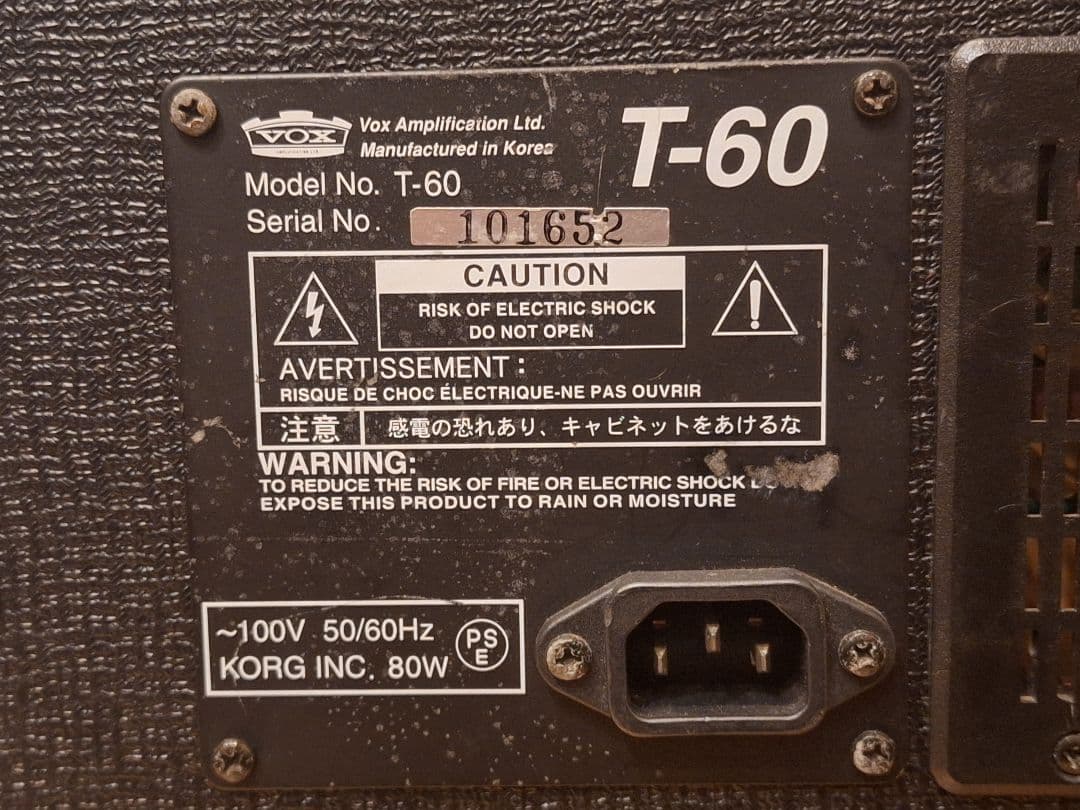 VOX
Vox Amplification Ltd.
Manufactured in Korea
T-60
Model No. T-60
Serial No. 101652
CAUTION
RISK OF ELECTRIC SHOCK
DO NOT OPEN
AVERTISSEMENT :
RISQUE DE CHOC ÉLECTRIQUE-NE PAS OUVRIR
注意 感電の恐れあり、キャビネットをあけるな
WARNING:
TO REDUCE THE RISK OF FIRE OR ELECTRIC SHOCK
EXPOSE THIS PRODUCT TO RAIN OR MOISTURE
~100V 50/60Hz
KORG INC. 80W
PSE